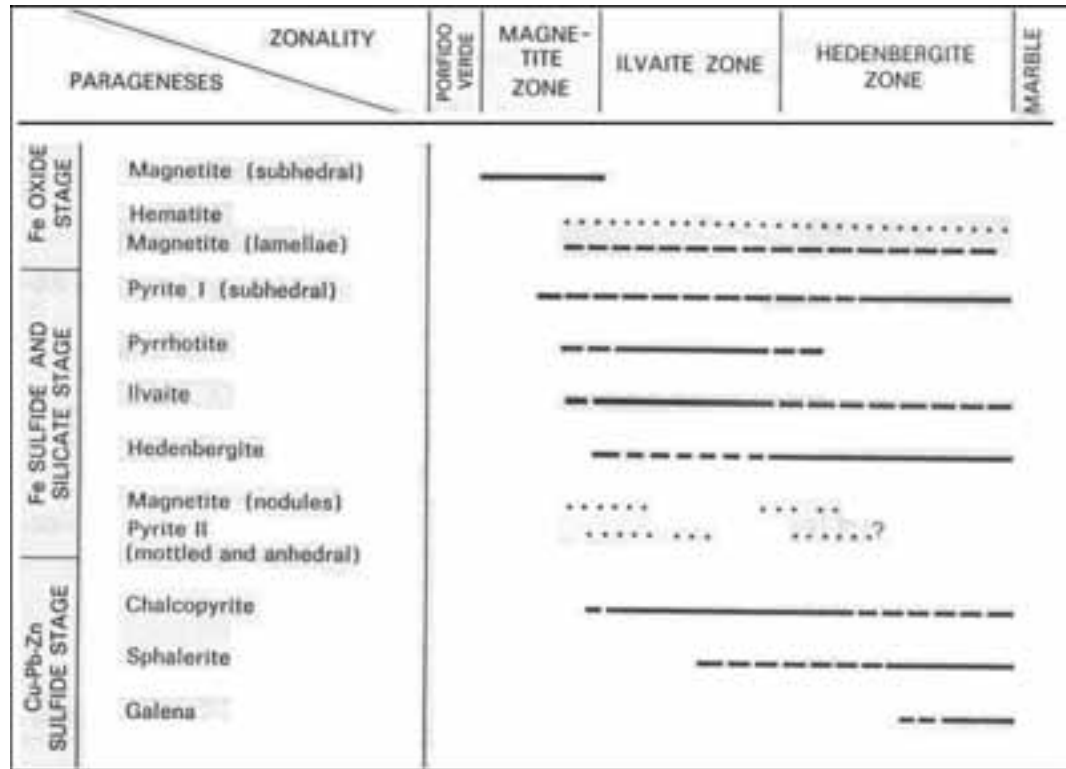 ZONALITY
PARAGENESES
PORFIDO
VERDE
MAGNE-
TITE
ZONE
ILVAITE ZONE
HEDENBERGITE
ZONE
MARBLE
Fe OXIDE
STAGE
Magnetite (subhedral)
Hematite
Magnetite (lamellae)
Fe SULFIDE AND
SILICATE STAGE
Pyrite I (subhedral)
Pyrrhotite
Ilvaite
Hedenbergite
Magnetite (nodules)
Pyrite II
(mottled and anhedral)
?
Cu-Pb-Zn
SULFIDE STAGE
Chalcopyrite
Sphalerite
Galena